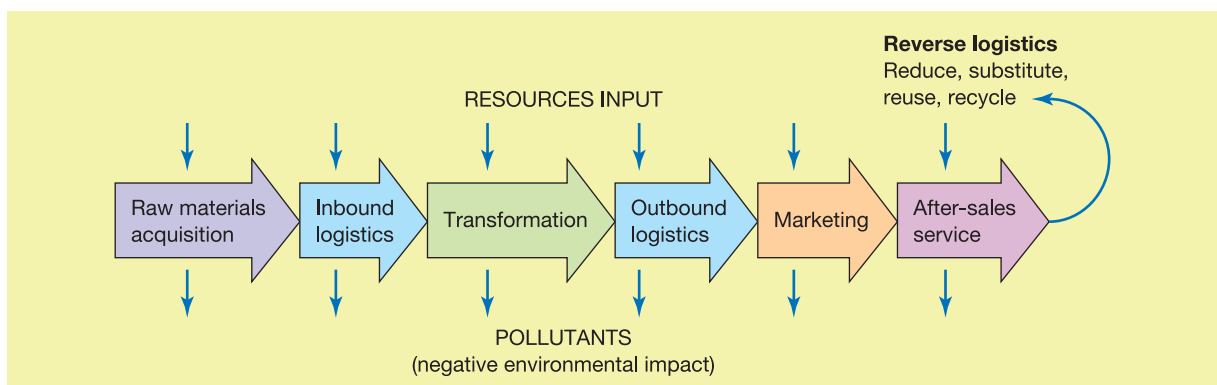 Reverse logistics
Reduce, substitute,
reuse, recycle
RESOURCES INPUT
Raw materials
acquisition
Inbound
logistics
Transformation
Outbound
logistics
Marketing
After-sales
service
POLLUTANTS
(negative environmental impact)